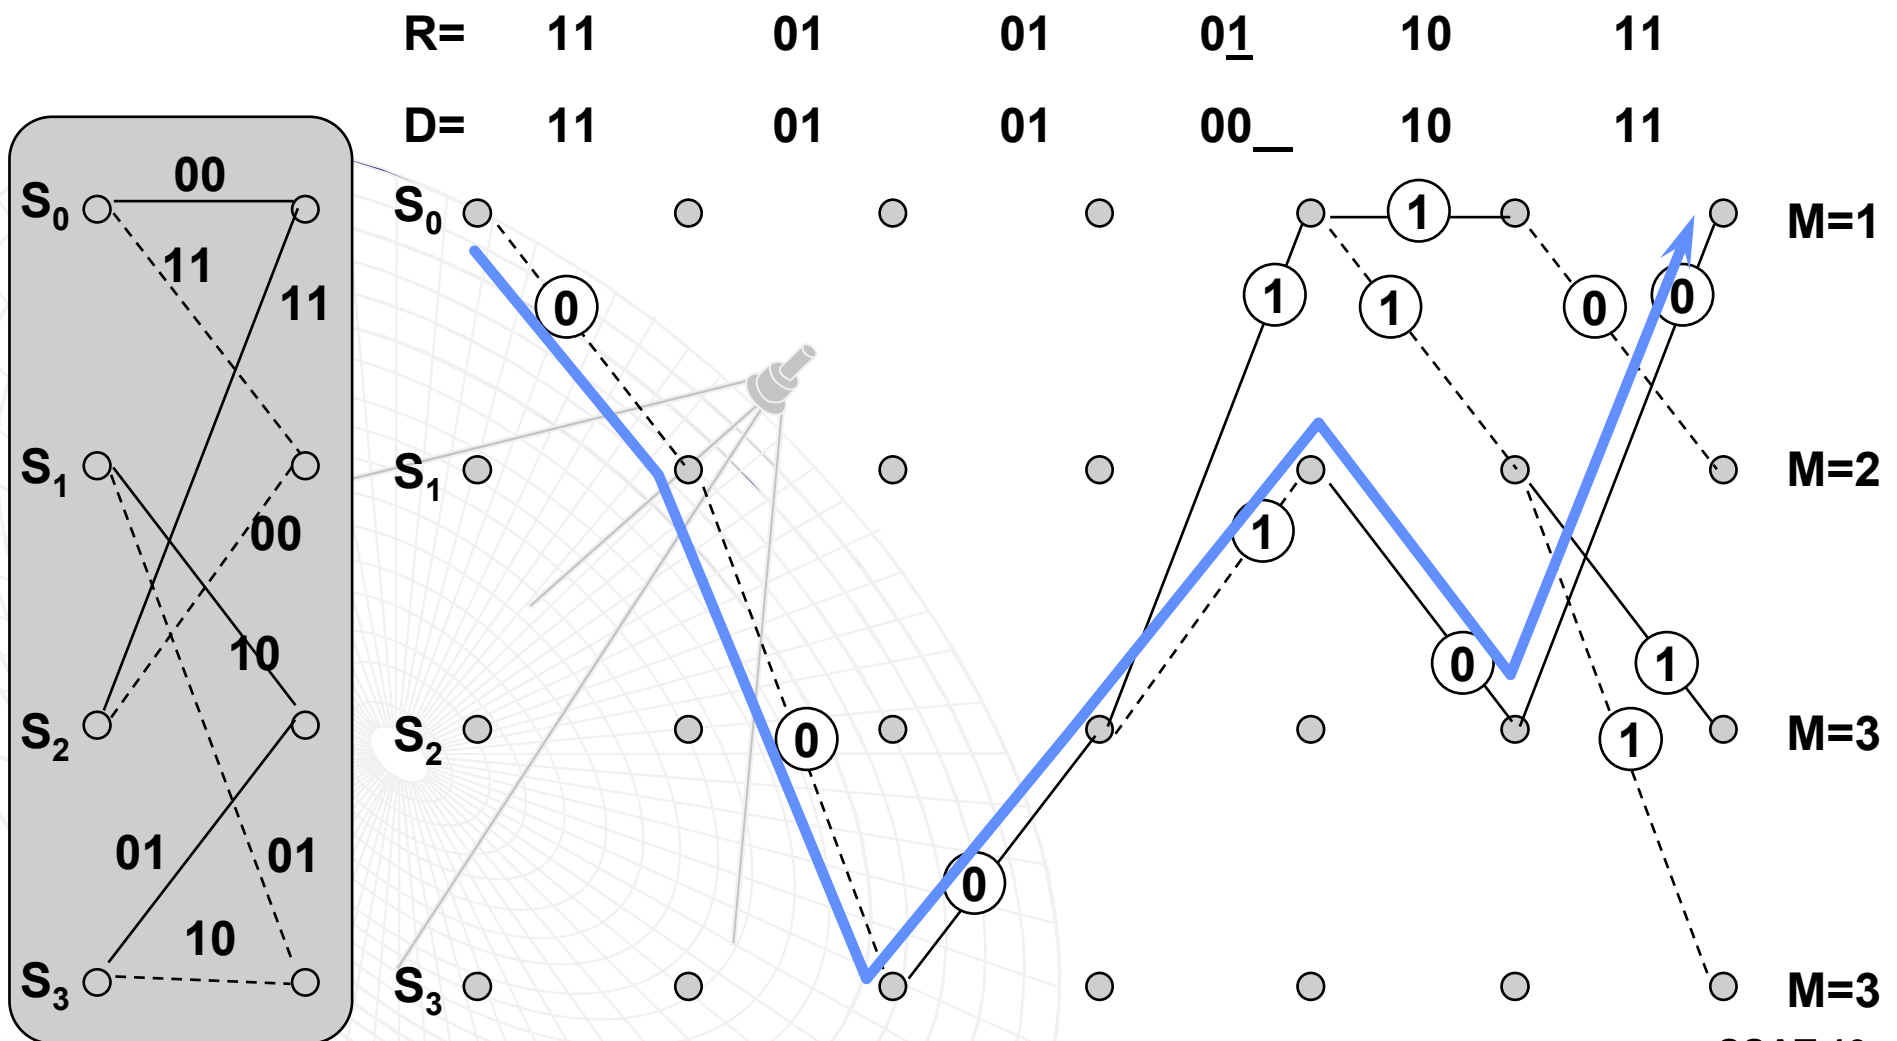 R= 11 01 01 01 10 11
D= 11 01 01 00 10 11
00
S0 S0 1 M=1
11
11
0 1 1 0 0
S1 S1 M=2
00 1
10 0 1
S2 S2 0 1 M=3
01 01 0
10
S3 S3 M=3